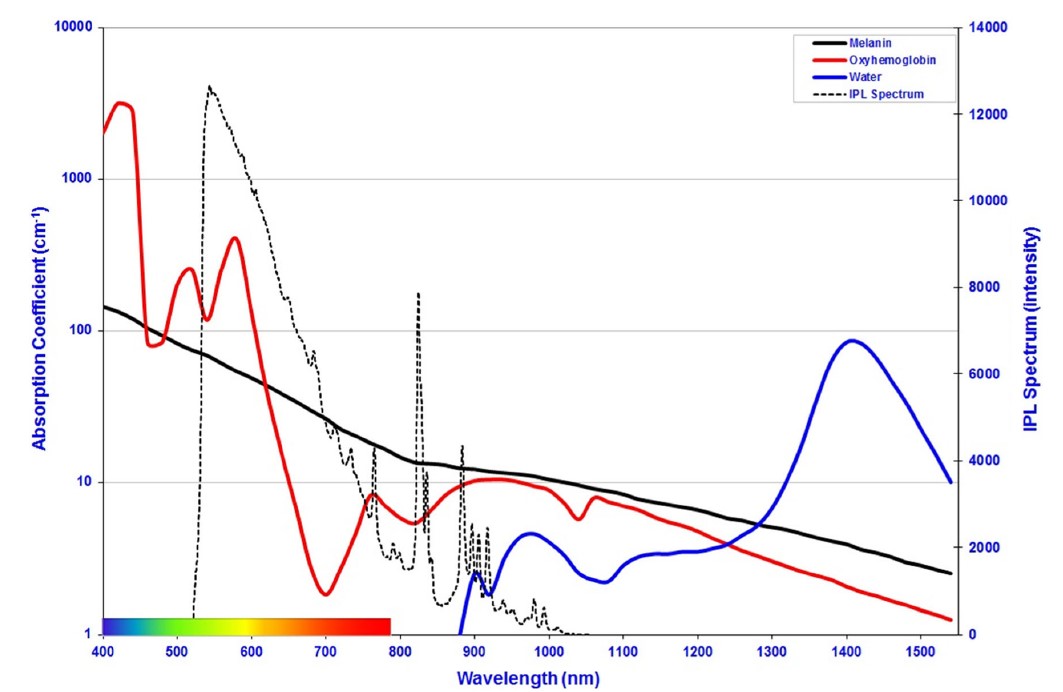 10000
1000
100
10
1
Absorption Coefficient (cm-1)
14000
12000
10000
8000
6000
4000
2000
0
IPL Spectrum (intensity)
Melanin
Oxyhemoglobin
Water
IPL Spectrum
400 500 600 700 800 900 1000 1100 1200 1300 1400 1500
Wavelength (nm)